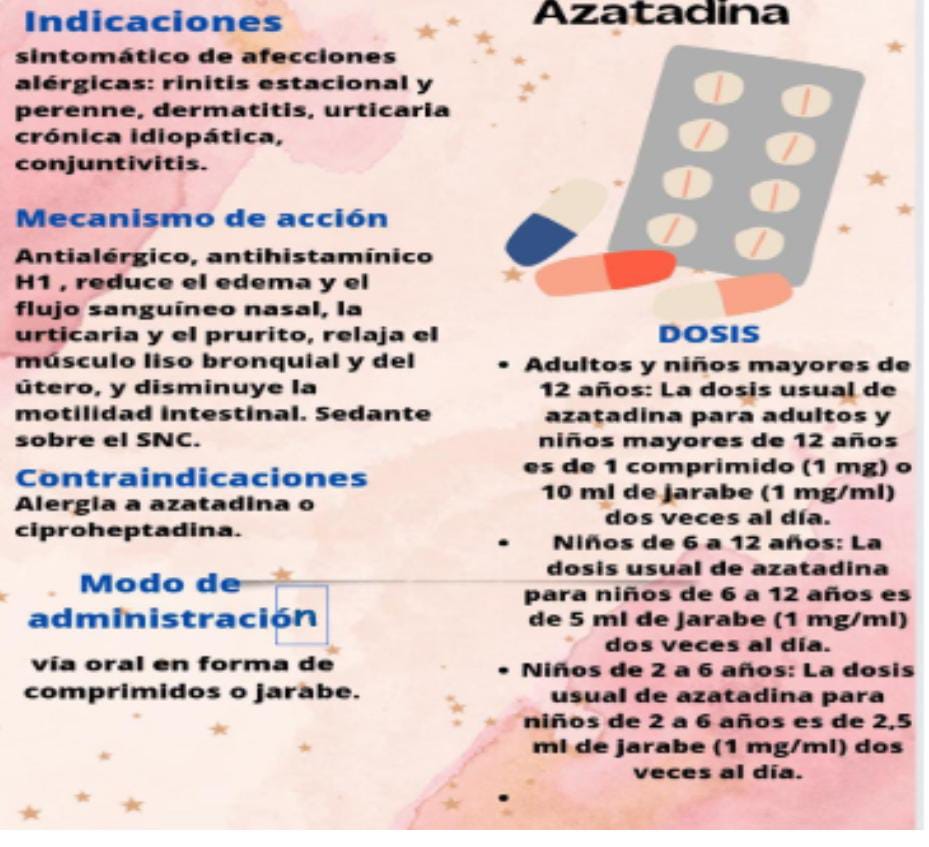 Indicaciones
sintomático de afecciones
alérgicas: rinitis estacional y
perenne, dermatitis, urticaria
crónica idiopática,
conjuntivitis.
Mecanismo de acción
Antialérgico, antihistamínico
H1 , reduce el edema y el
flujo sanguíneo nasal, la
urticaria y el prurito, relaja el
músculo liso bronquial y del
útero, y disminuye la
motilidad intestinal. Sedante
sobre el SNC.
Contraindicaciones
Alergia a azatadina o
ciproheptadina.
Modo de
administración
vía oral en forma de
comprimidos o jarabe.
Azatadina
DOSIS
• Adultos y niños mayores de
12 años: La dosis usual de
azatadina para adultos y
niños mayores de 12 años
es de 1 comprimido (1 mg) o
10 ml de jarabe (1 mg/ml)
dos veces al día.
• Niños de 6 a 12 años: La
dosis usual de azatadina
para niños de 6 a 12 años es
de 5 ml de jarabe (1 mg/ml)
dos veces al día.
• Niños de 2 a 6 años: La dosis
usual de azatadina para
niños de 2 a 6 años es de 2,5
ml de jarabe (1 mg/ml) dos
veces al día.
•